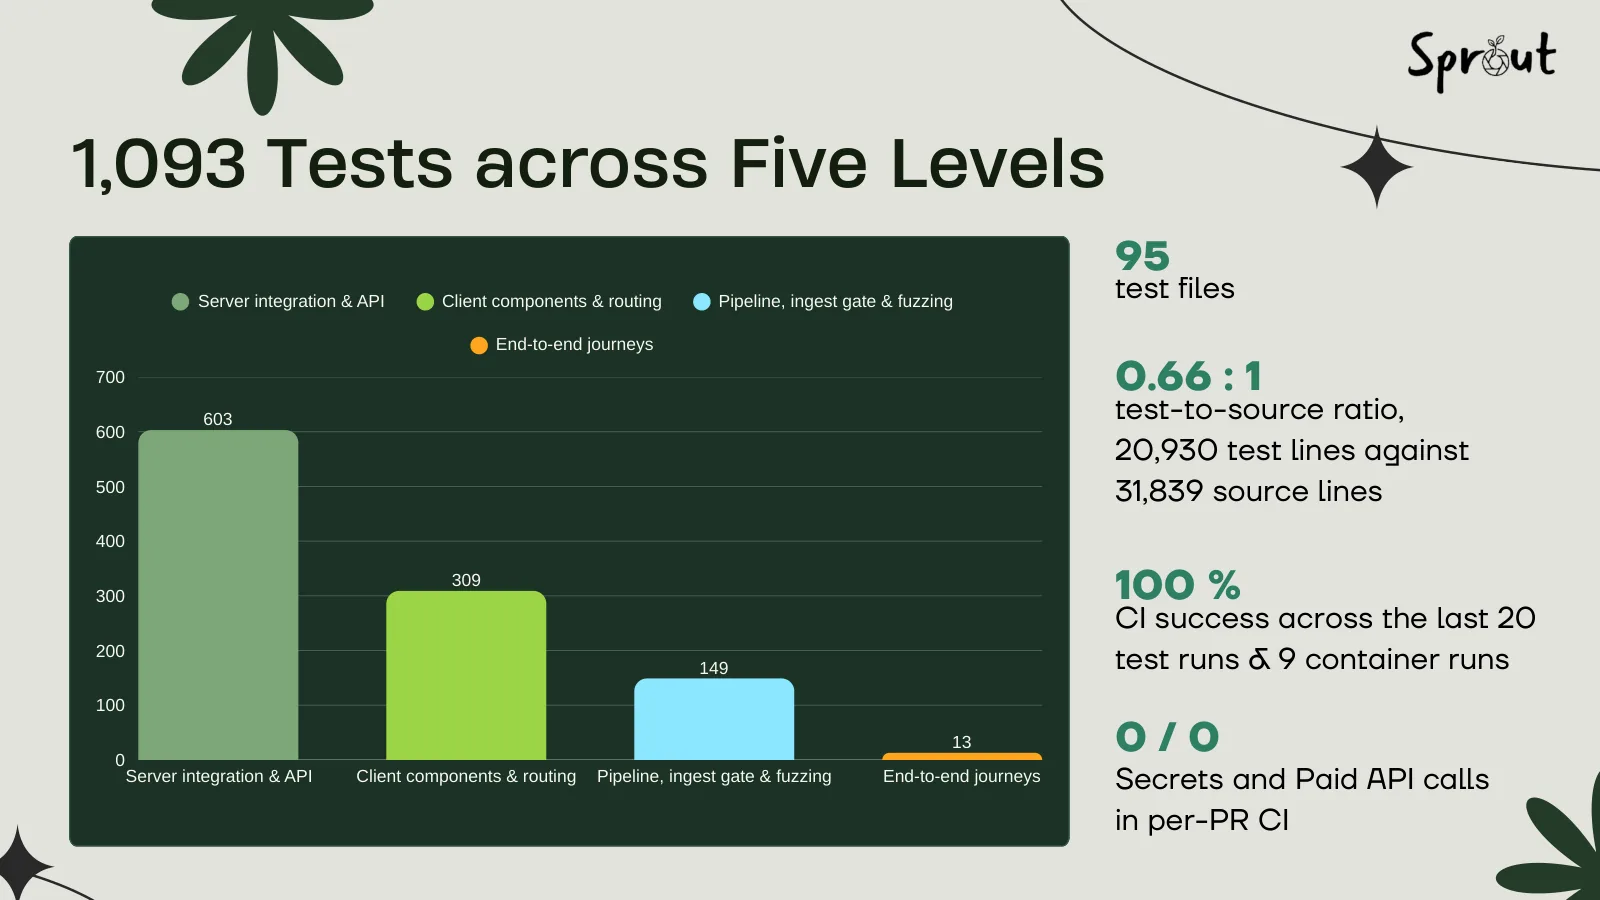 Sprout
1,093 Tests across Five Levels
Server integration & API
Client components & routing
Pipeline, ingest gate & fuzzing
End-to-end journeys
700
600
500
400
300
200
100
0
603
309
149
13
Server integration & API
Client components & routing
Pipeline, ingest gate & fuzzing
End-to-end journeys
95
test files
0.66 : 1
test-to-source ratio,
20,930 test lines against
31,839 source lines
100 %
CI success across the last 20
test runs & 9 container runs
0 / 0
Secrets and Paid API calls
in per-PR CI